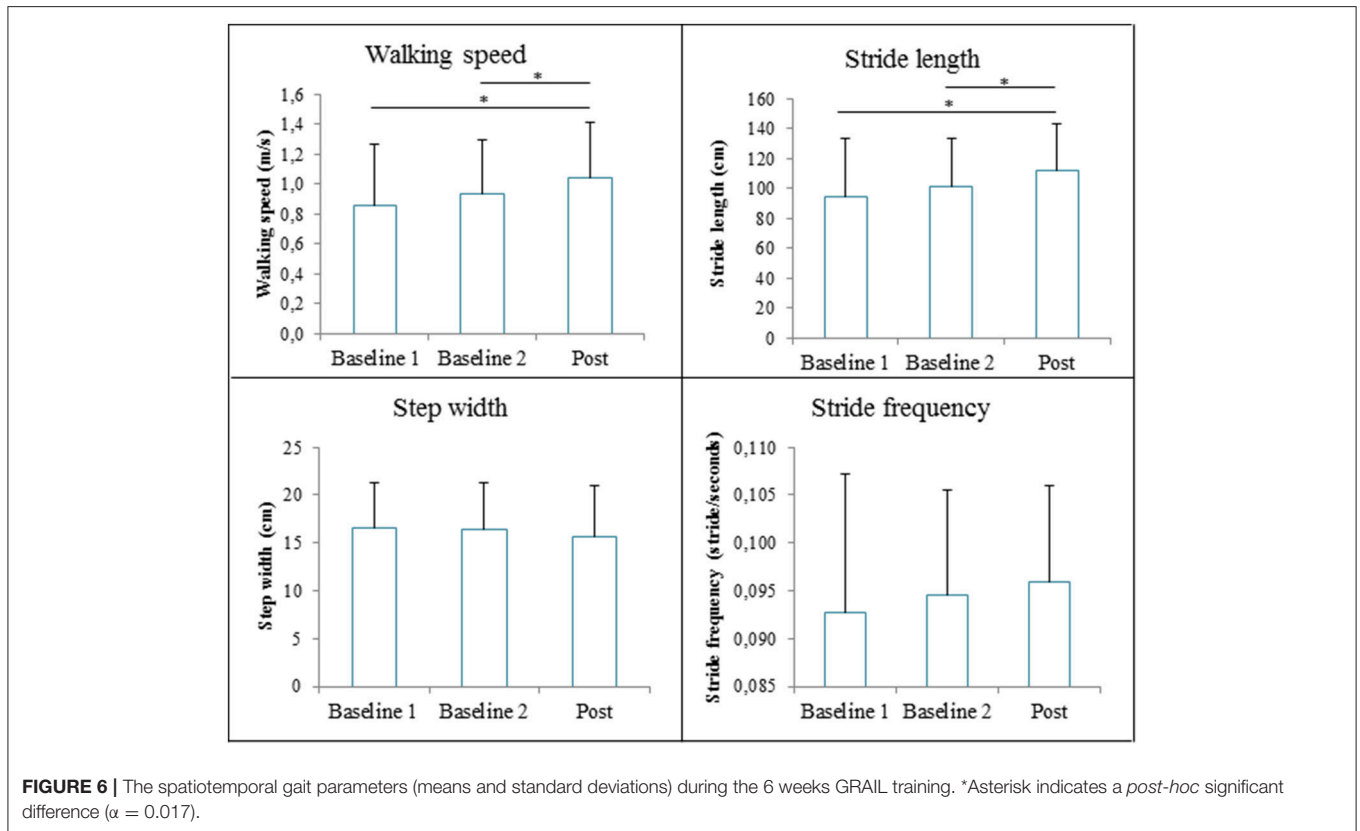 Walking speed
*
*
Walking speed (m/s)
1,6
1,4
1,2
1,0
0,8
0,6
0,4
0,2
0,0
Baseline 1 Baseline 2 Post
Stride length
*
*
Stride length (cm)
160
140
120
100
80
60
40
20
0
Baseline 1 Baseline 2 Post
Step width
Step width (cm)
25
20
15
10
5
0
Baseline 1 Baseline 2 Post
Stride frequency
Stride frequency (stride/seconds)
0,110
0,105
0,100
0,095
0,090
0,085
Baseline 1 Baseline 2 Post
FIGURE 6 | The spatiotemporal gait parameters (means and standard deviations) during the 6 weeks GRAIL training. *Asterisk indicates a post-hoc significant
difference (α = 0.017).